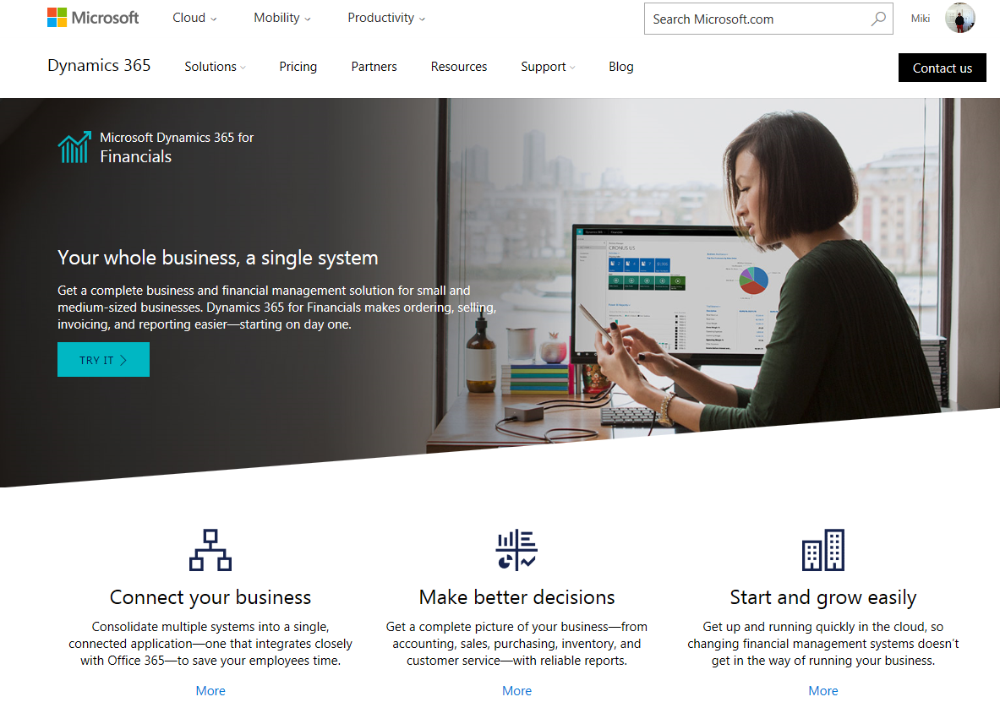 Microsoft
Cloud
Mobility
Productivity
Search Microsoft.com
Miki
Dynamics 365
Solutions
Pricing
Partners
Resources
Support
Blog
Contact us
Microsoft Dynamics 365 for
Financials
Your whole business, a single system
Get a complete business and financial management solution for small and
medium-sized businesses. Dynamics 365 for Financials makes ordering, selling,
invoicing, and reporting easier—starting on day one.
TRY IT
CRONUS US
Connect your business
Consolidate multiple systems into a single,
connected application—one that integrates closely
with Office 365—to save your employees time.
More
Make better decisions
Get a complete picture of your business—from
accounting, sales, purchasing, inventory, and
customer service—with reliable reports.
More
Start and grow easily
Get up and running quickly in the cloud, so
changing financial management systems doesn't
get in the way of running your business.
More